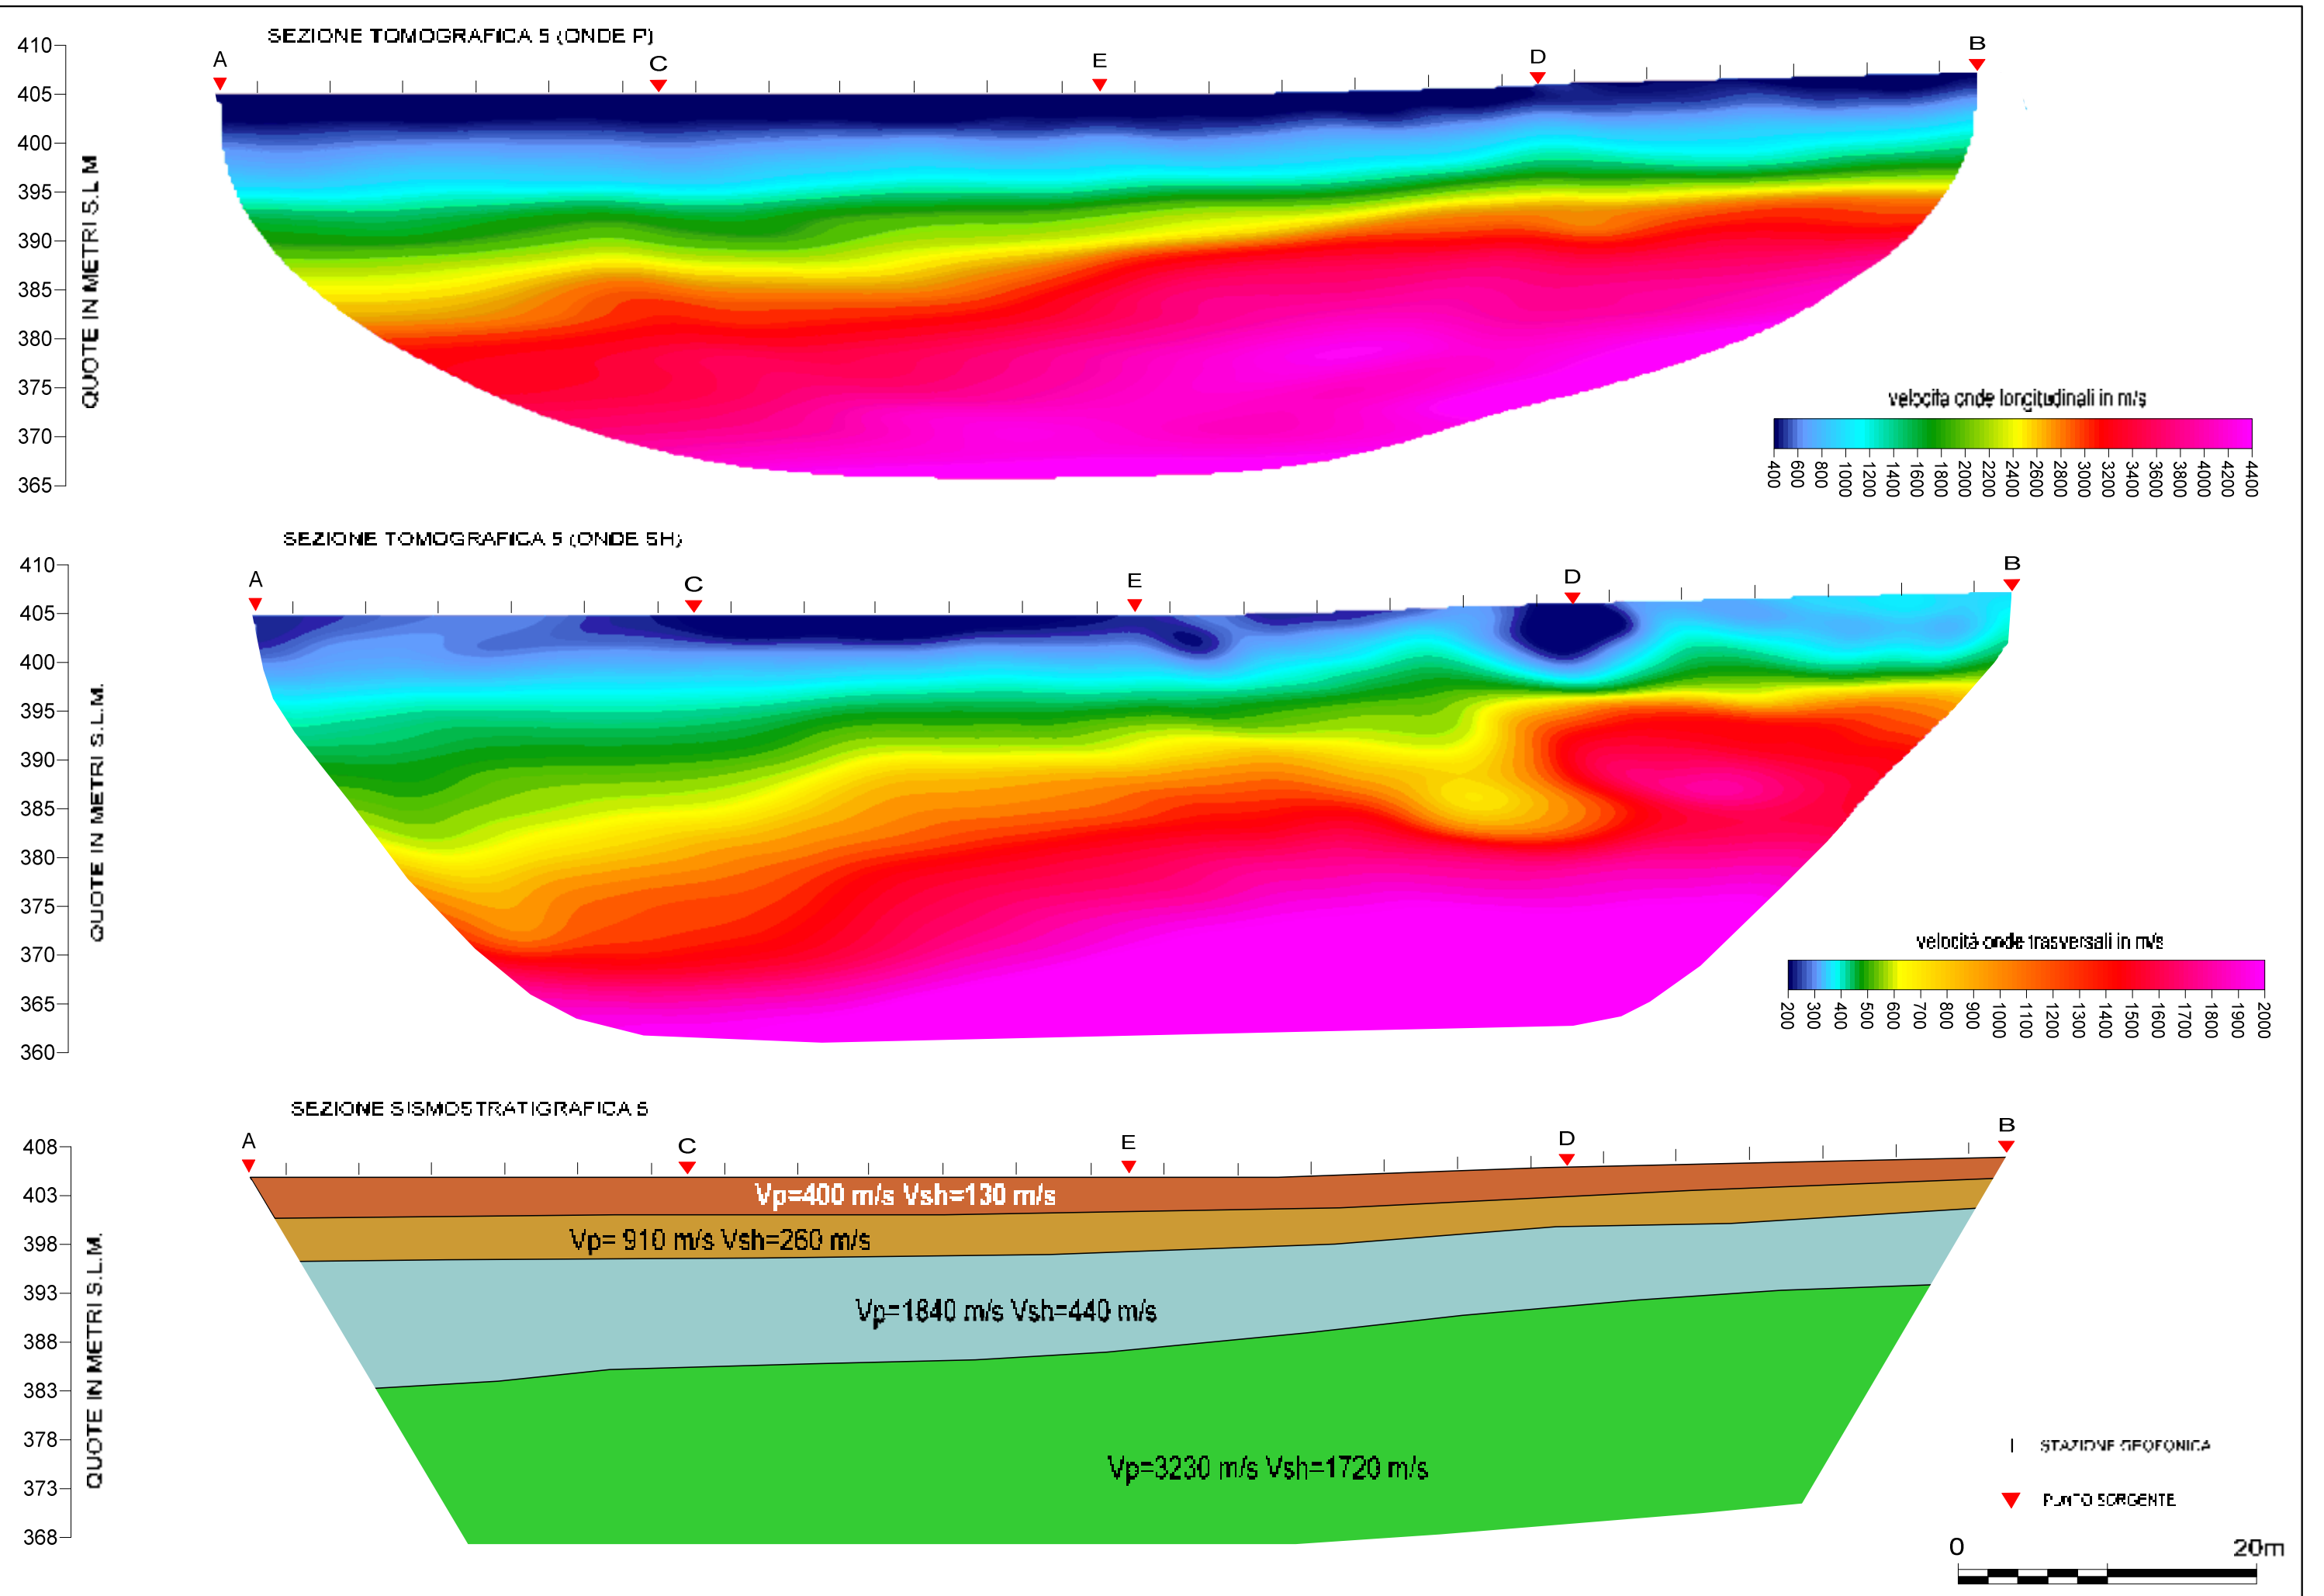 SEZIONE TOMOGRAFICA 5 (ONDE P)
A
C
E
D
B
410
405
400
395
390
385
380
375
370
365
QUOTE IN METRI S.L.M
velocita onde longitudinali in m/s
400 600 800 1000 1200 1400 1600 1800 2000 2200 2400 2600 2800 3000 3200 3400 3600 3800 4000 4200 4400
SEZIONE TOMOGRAFICA 5 (ONDE SH)
A
C
E
D
B
410
405
400
395
390
385
380
375
370
365
360
QUOTE IN METRI S.L.M.
velocità onde trasversali in m/s
200 300 400 500 600 700 800 900 1000 1100 1200 1300 1400 1500 1600 1700 1800 1900 2000
SEZIONE SISMOSTRATIGRAFICA 5
A
C
E
D
B
408
403
398
393
388
383
378
373
368
QUOTE IN METRI S.L.M.
Vp=400 m/s Vsh=130 m/s
Vp= 910 m/s Vsh=260 m/s
Vp=1840 m/s Vsh=440 m/s
Vp=3230 m/s Vsh=1720 m/s
STAZIONE GEOFONICA
PUNTO SORGENTE
0 20m